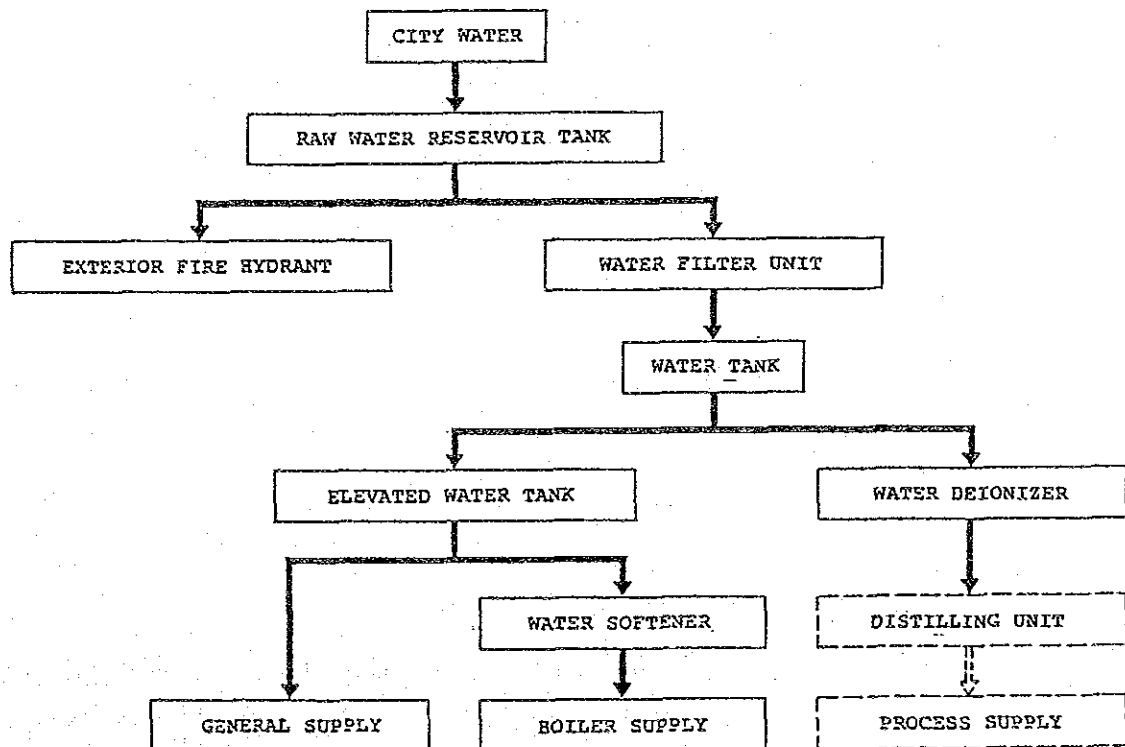 CITY WATER
RAW WATER RESERVOIR TANK
EXTERIOR FIRE HYDRANT
WATER FILTER UNIT
WATER TANK
ELEVATED WATER TANK
WATER DEIONIZER
WATER SOFTENER
DISTILLING UNIT
GENERAL SUPPLY
BOILER SUPPLY
PROCESS SUPPLY